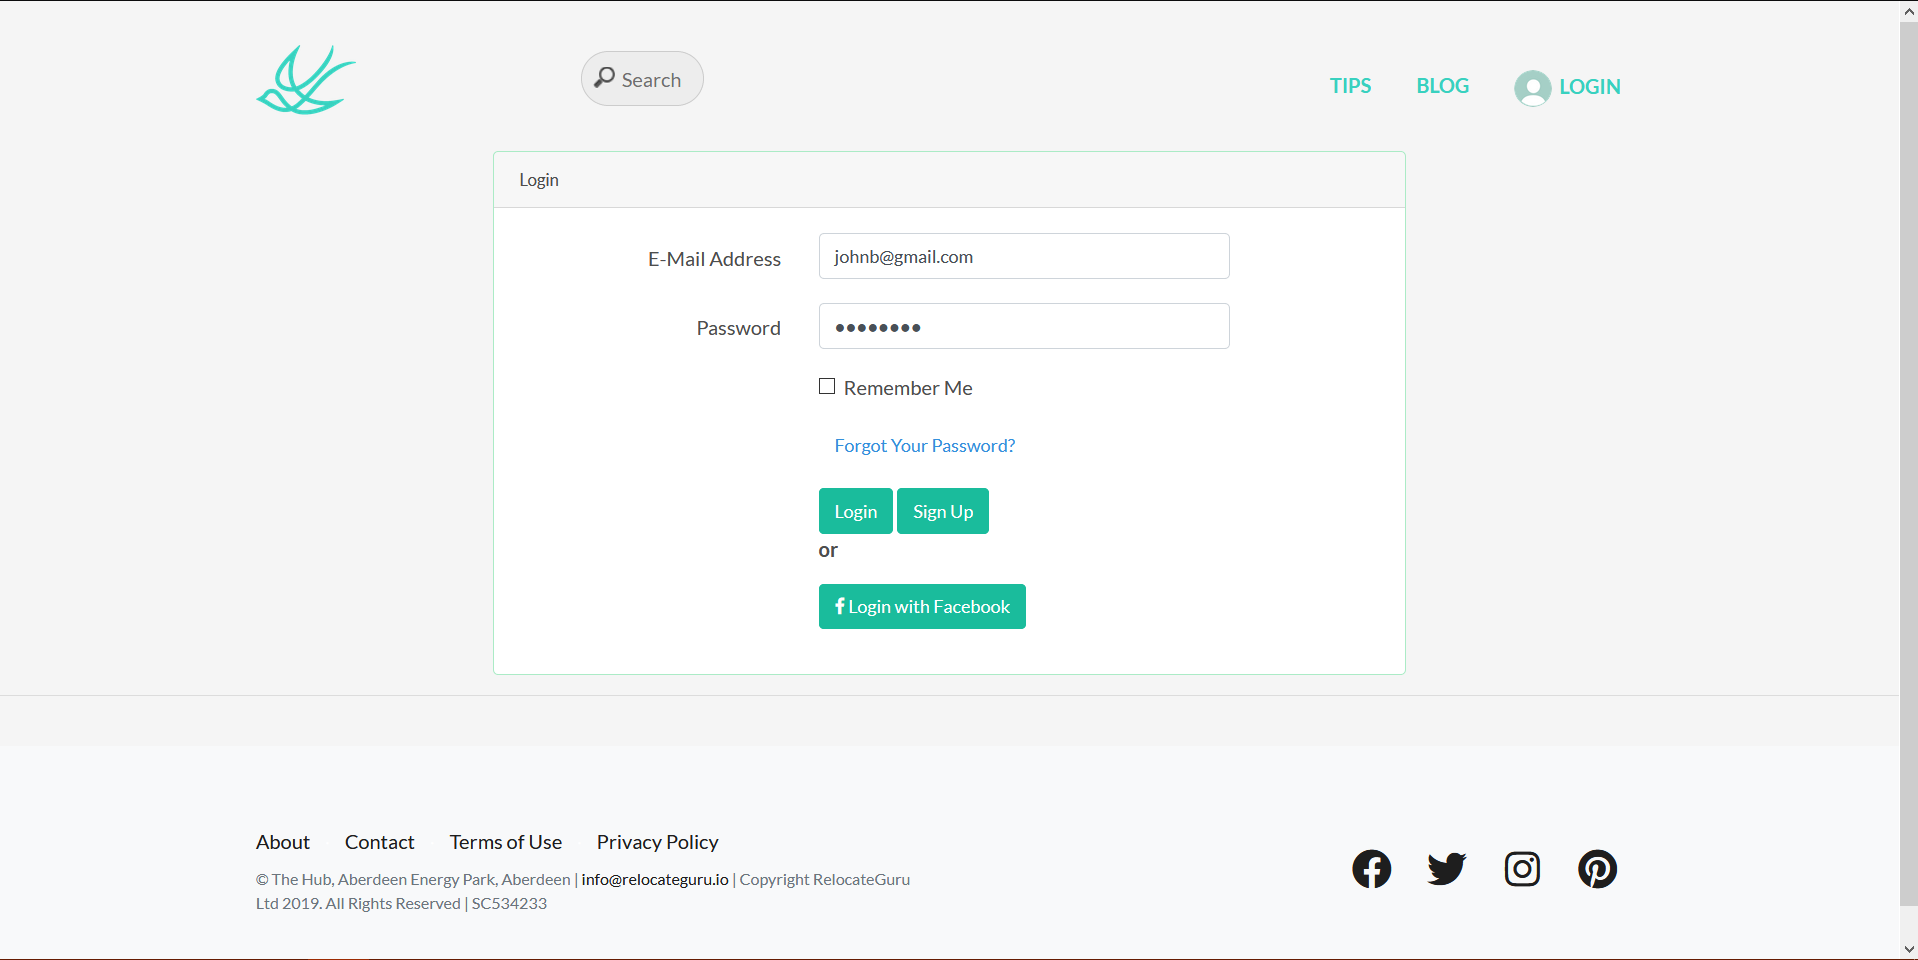 Search
TIPS BLOG LOGIN
Login
E-Mail Address johnb@gmail.com
Password ●●●●●●●●
Remember Me
Forgot Your Password?
Login Sign Up
or
Login with Facebook
About Contact Terms of Use Privacy Policy
© The Hub, Aberdeen Energy Park, Aberdeen | info@relocateguru.io | Copyright RelocateGuru
Ltd 2019. All Rights Reserved | SC534233